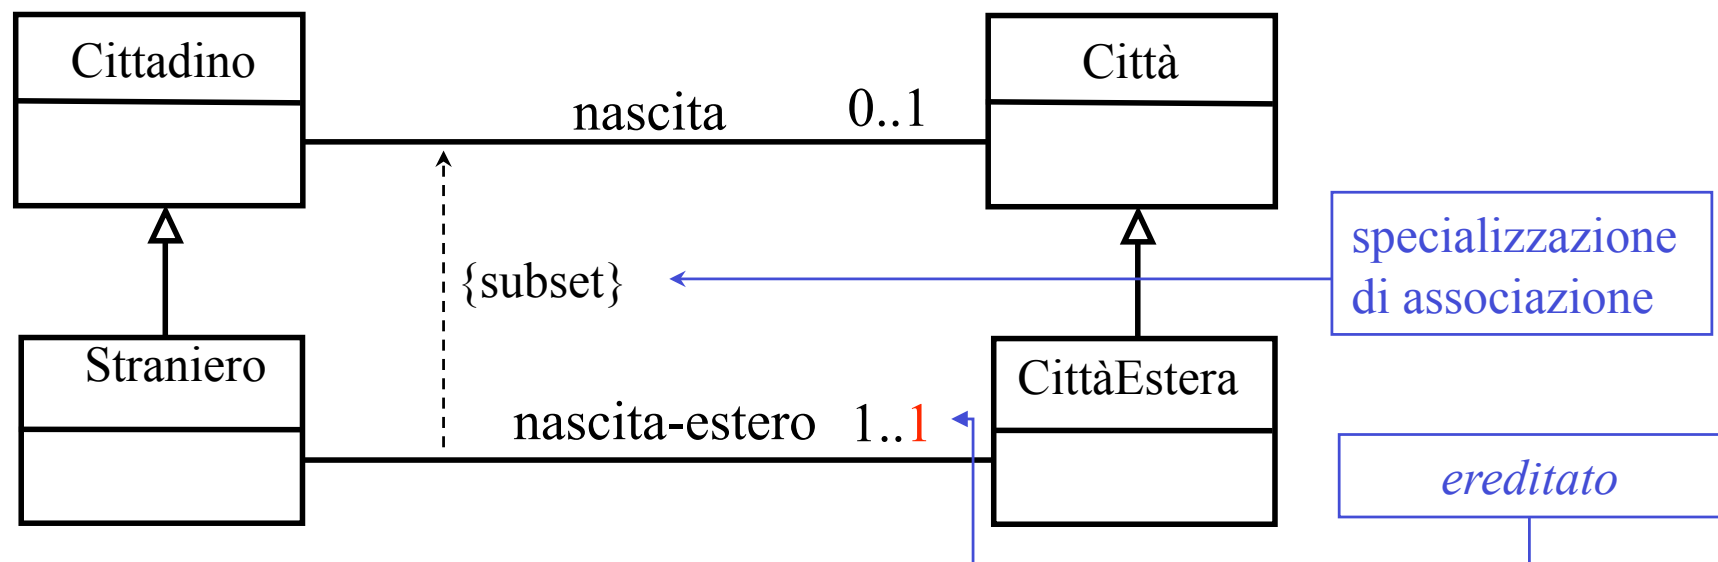 Cittadino
Città
nascita 0..1
{subset}
specializzazione
di associazione
Straniero
CittàEstera
nascita-estero 1..1
ereditato